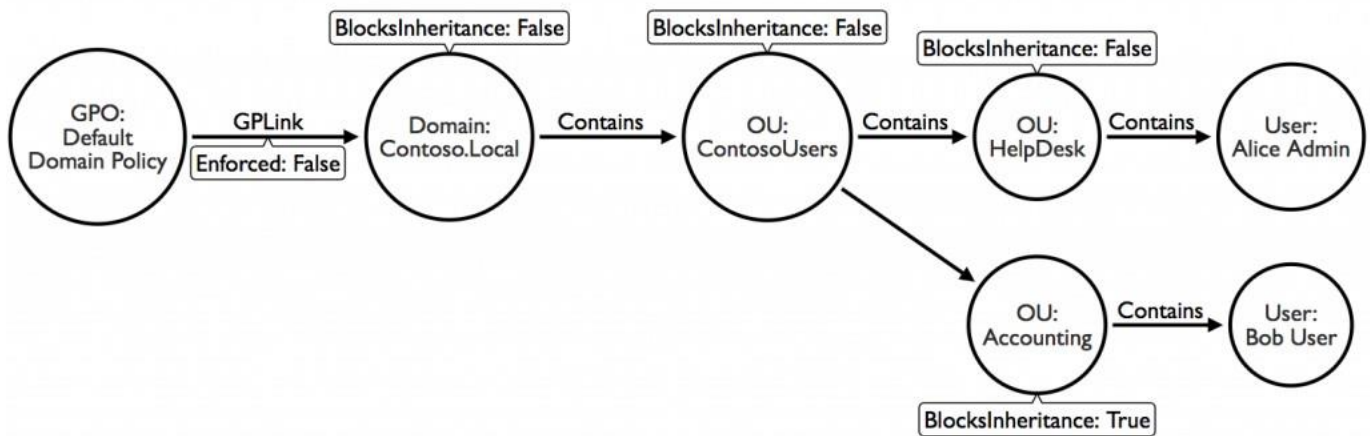 BlocksInheritance: False
BlocksInheritance: False
BlocksInheritance: False
GPO:
Default
Domain Policy
GPLink
Enforced: False
Domain:
Contoso.Local
Contains
OU:
ContosoUsers
Contains
OU:
HelpDesk
Contains
User:
Alice Admin
OU:
Accounting
Contains
User:
Bob User
BlocksInheritance: True